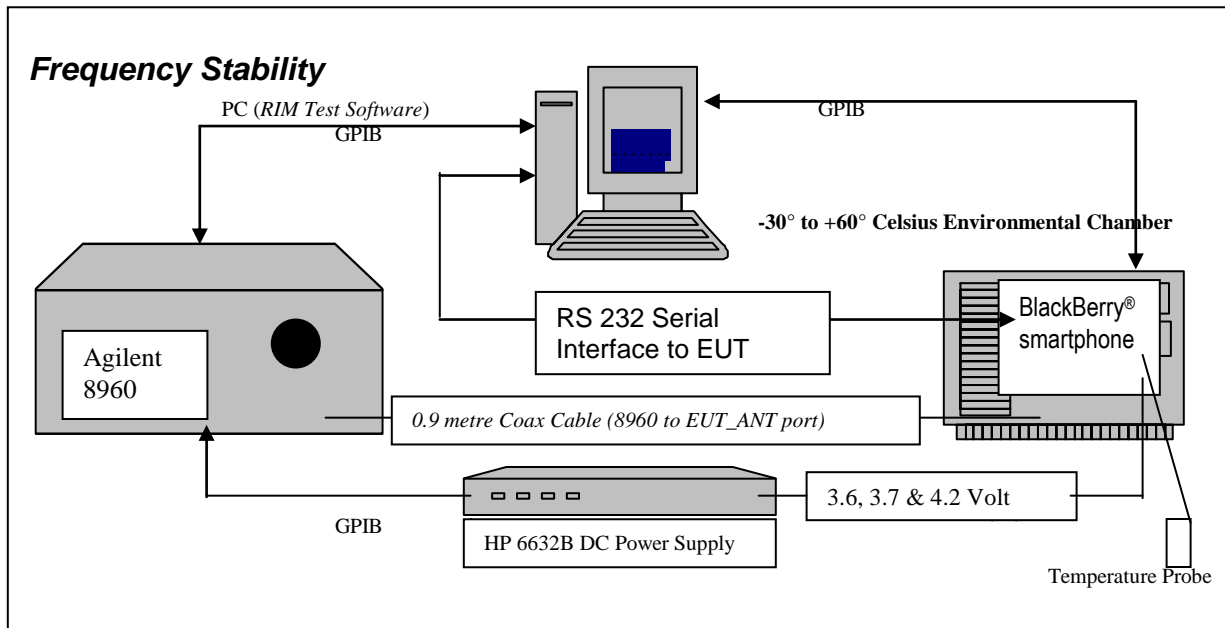 Frequency Stability
PC (RIM Test Software)
GPIB
GPIB
-30° to +60° Celsius Environmental Chamber
RS 232 Serial
Interface to EUT
BlackBerry®
smartphone
Agilent
8960
0.9 metre Coax Cable (8960 to EUT_ANT port)
3.6, 3.7 & 4.2 Volt
GPIB
HP 6632B DC Power Supply
Temperature Probe